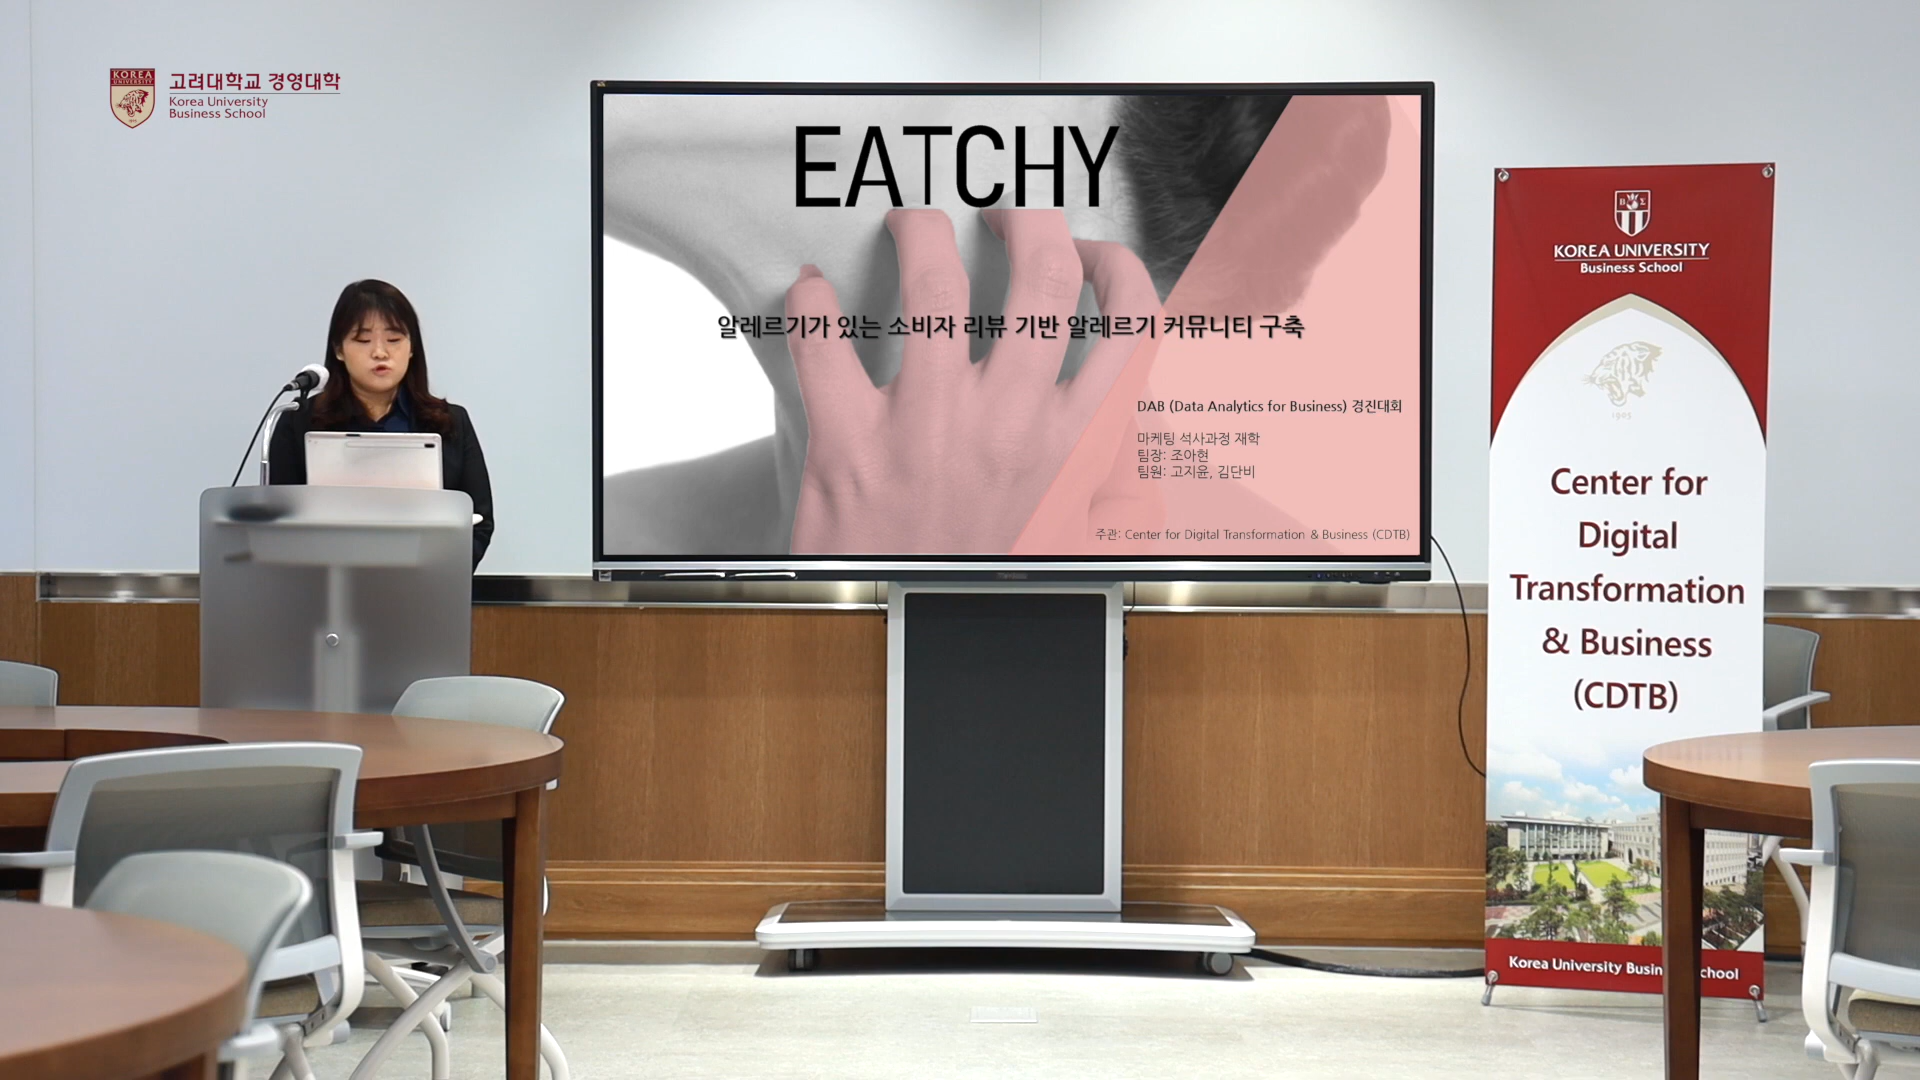 KOREA
UNIVERSITY
고려대학교 경영대학
Korea University
Business School
EATCHY
알레르기가 있는 소비자 리뷰 기반 알레르기 커뮤니티 구축
DAB (Data Analytics for Business) 경진대회
마케팅 석사과정 재학
팀장: 조아현
팀원: 고지윤, 김단비
주관: Center for Digital Transformation & Business (CDTB)
B Σ
KOREA UNIVERSITY
Business School
1905
Center for
Digital
Transformation
& Business
(CDTB)
Korea University Busin chool